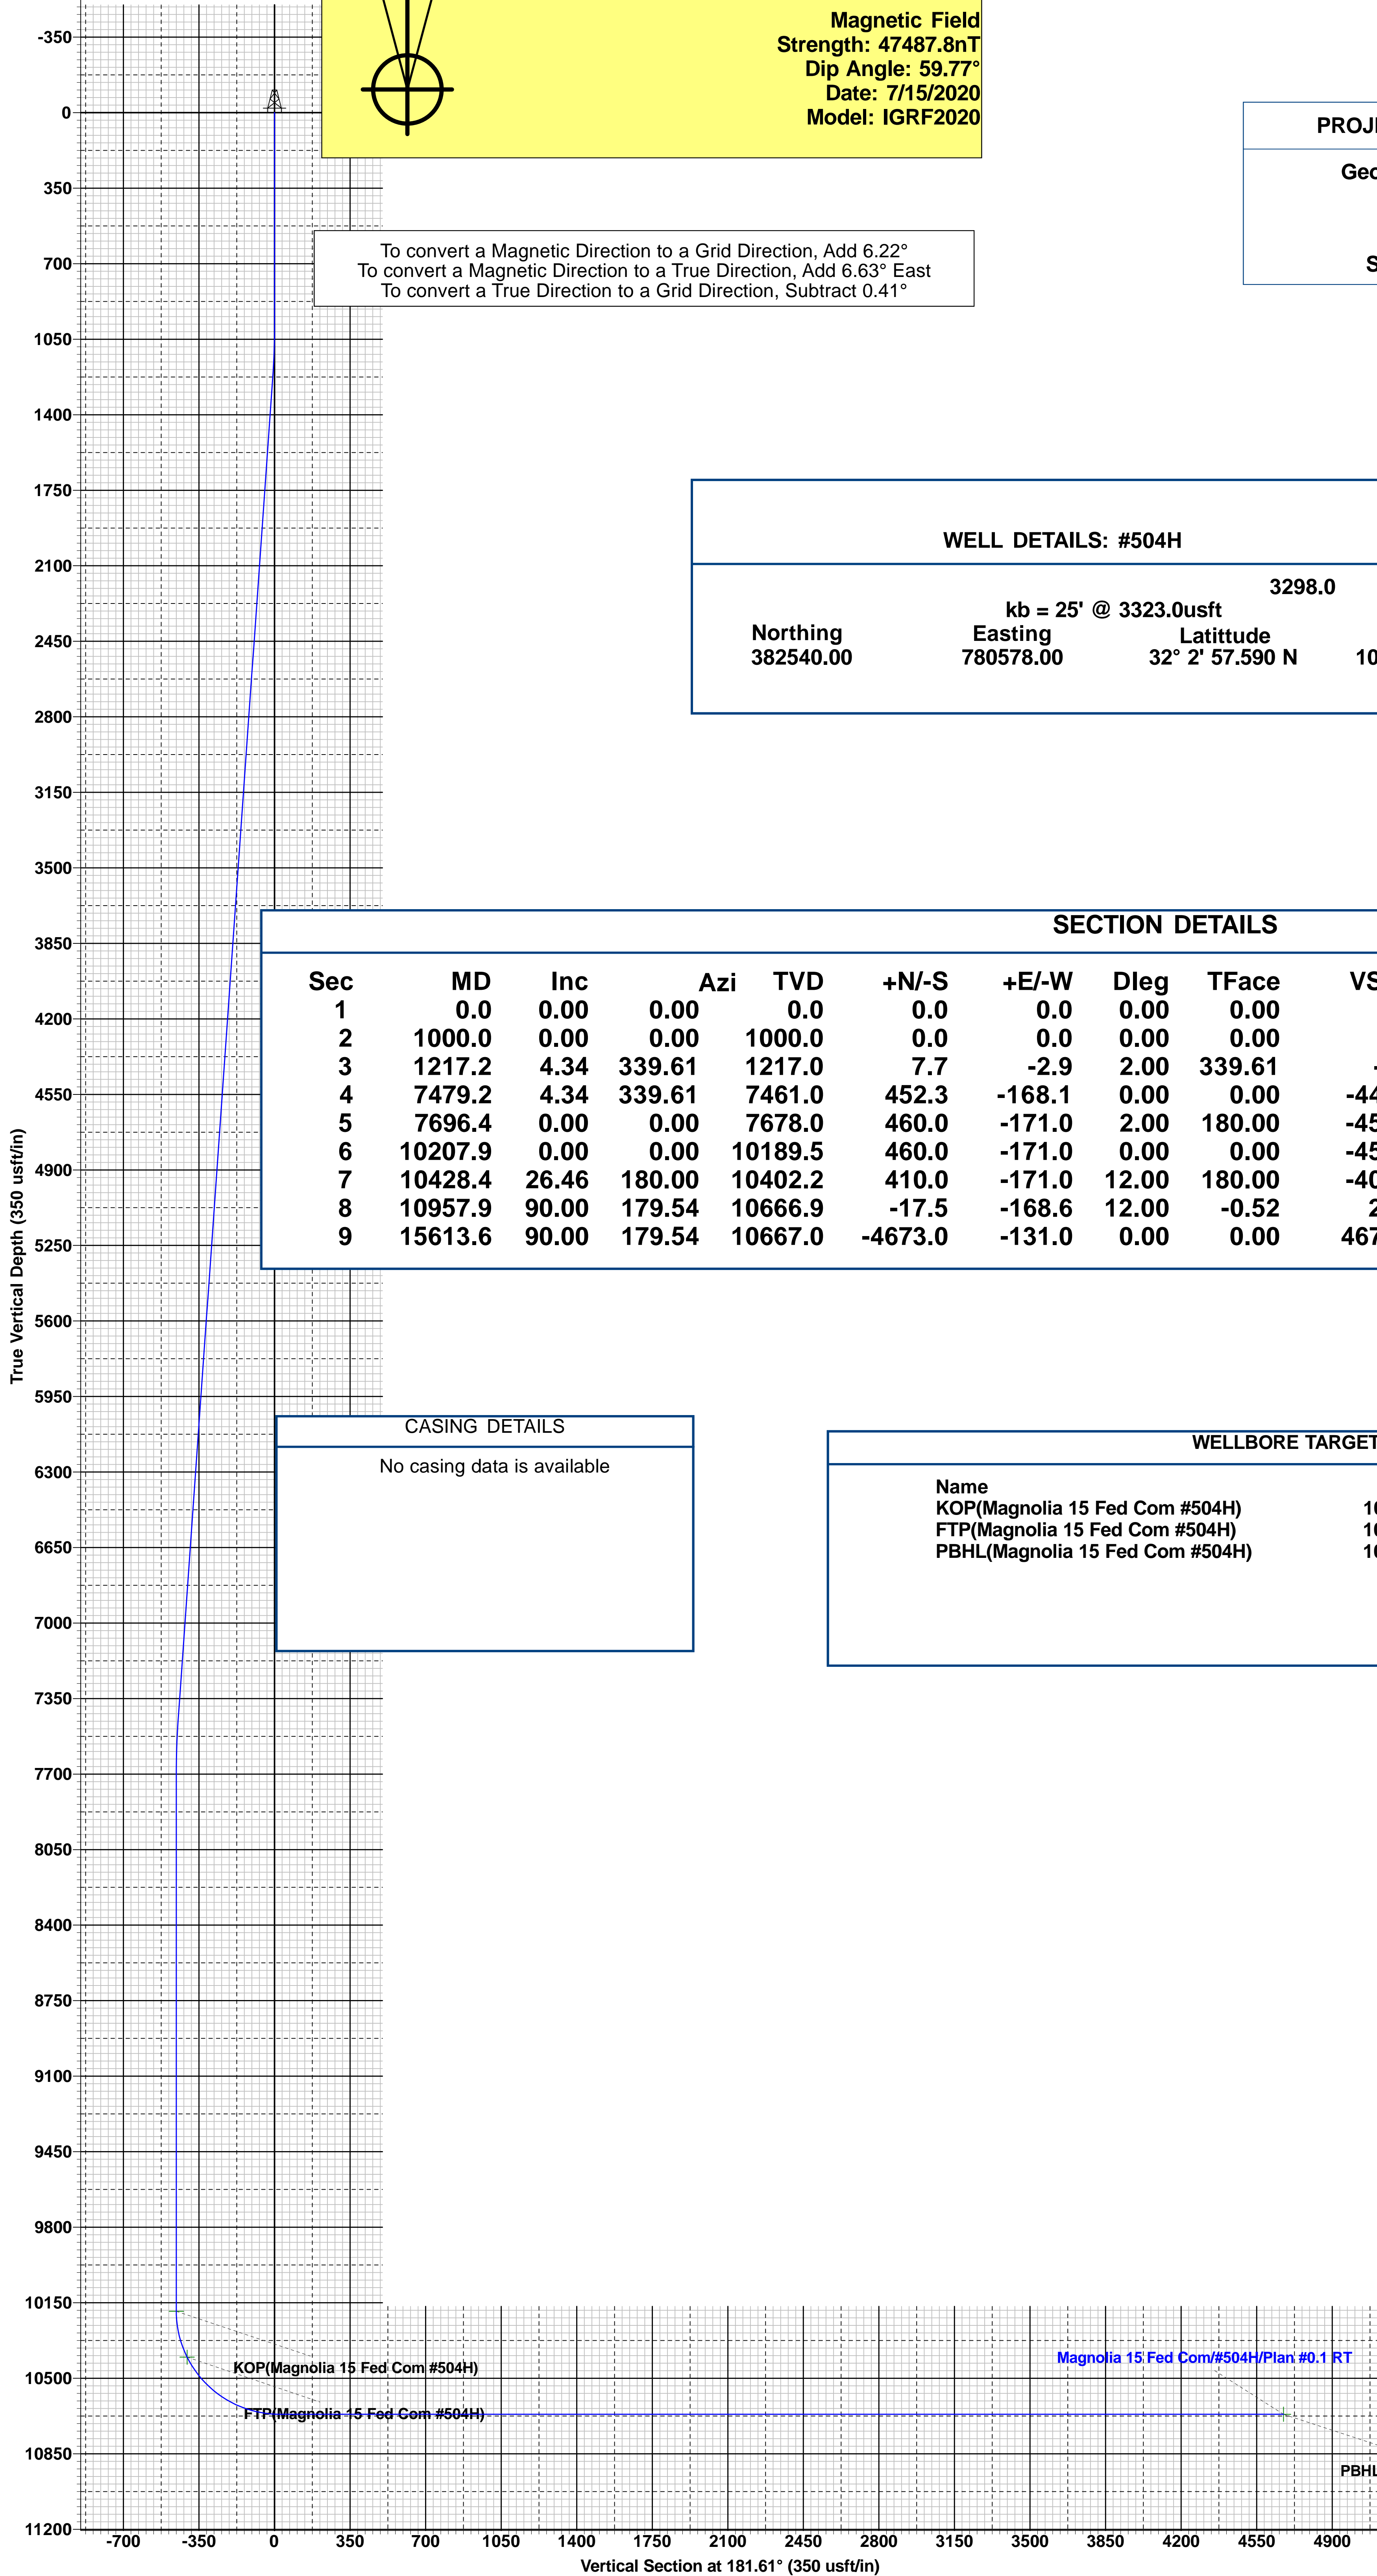 Magnetic Field
Strength: 47487.8nT
Dip Angle: 59.77°
Date: 7/15/2020
Model: IGRF2020
PROJ
Geo
S
To convert a Magnetic Direction to a Grid Direction, Add 6.22°
To convert a Magnetic Direction to a True Direction, Add 6.63° East
To convert a True Direction to a Grid Direction, Subtract 0.41°
WELL DETAILS: #504H
3298.0
kb = 25' @ 3323.0usft
Northing Easting Latittude
382540.00 780578.00 32° 2' 57.590 N 10
SECTION DETAILS
Sec MD Inc Azi TVD +N/-S +E/-W Dleg TFace VS
1 0.0 0.00 0.00 0.0 0.0 0.0 0.00 0.00
2 1000.0 0.00 0.00 1000.0 0.0 0.0 0.00 0.00
3 1217.2 4.34 339.61 1217.0 7.7 -2.9 2.00 339.61 -
4 7479.2 4.34 339.61 7461.0 452.3 -168.1 0.00 0.00 -44
5 7696.4 0.00 0.00 7678.0 460.0 -171.0 2.00 180.00 -45
6 10207.9 0.00 0.00 10189.5 460.0 -171.0 0.00 0.00 -45
7 10428.4 26.46 180.00 10402.2 410.0 -171.0 12.00 180.00 -40
8 10957.9 90.00 179.54 10666.9 -17.5 -168.6 12.00 -0.52 2
9 15613.6 90.00 179.54 10667.0 -4673.0 -131.0 0.00 0.00 467
CASING DETAILS
No casing data is available
WELLBORE TARGET
Name
KOP(Magnolia 15 Fed Com #504H) 10
FTP(Magnolia 15 Fed Com #504H) 10
PBHL(Magnolia 15 Fed Com #504H) 10
True Vertical Depth (350 usft/in)
-350
0
350
700
1050
1400
1750
2100
2450
2800
3150
3500
3850
4200
4550
4900
5250
5600
5950
6300
6650
7000
7350
7700
8050
8400
8750
9100
9450
9800
10150
10500
10850
11200
Magnolia 15 Fed Com/#504H/Plan #0.1 RT
KOP(Magnolia 15 Fed Com #504H)
FTP(Magnolia 15 Fed Com #504H)
PBHL
-700 -350 0 350 700 1050 1400 1750 2100 2450 2800 3150 3500 3850 4200 4550 4900
Vertical Section at 181.61° (350 usft/in)